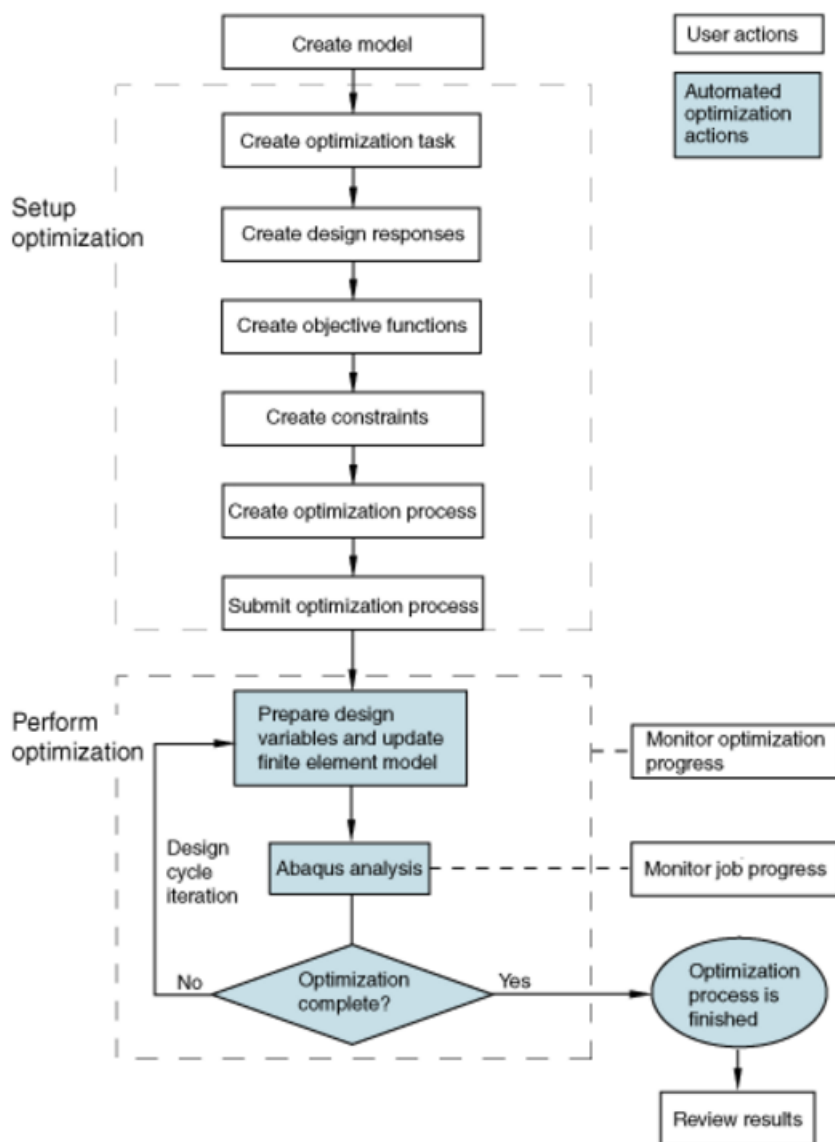 Create model
User actions
Automated
optimization
actions
Create optimization task
Setup
optimization
Create design responses
Create objective functions
Create constraints
Create optimization process
Submit optimization process
Perform
optimization
Prepare design
variables and update
finite element model
Monitor optimization
progress
Design
cycle
iteration
Abaqus analysis
Monitor job progress
No
Optimization
complete?
Yes
Optimization
process is
finished
Review results